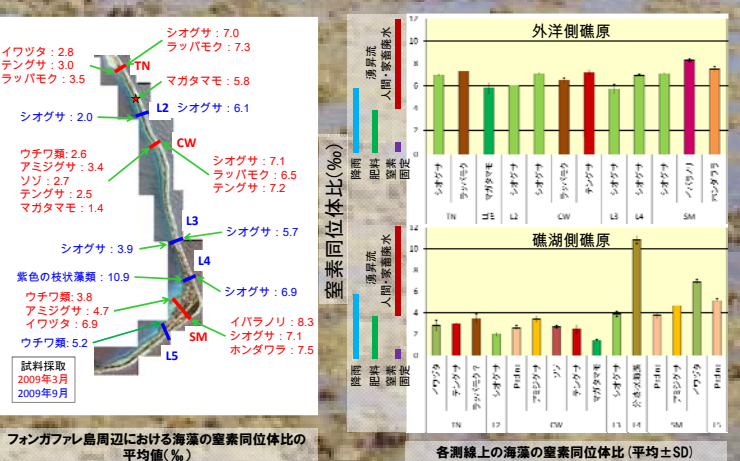 シオグサ：7.0
ラッパモク：7.3
イワヅタ：2.8
テングサ：3.0
ラッパモク：3.5
TN
マガタマモ：5.8
L2
シオグサ：6.1
シオグサ：2.0
CW
ウチワ類: 2.6
アミジグサ：3.4
ソゾ：2.7
テングサ：2.5
マガタマモ：1.4
シオグサ：7.1
ラッパモク：6.5
テングサ：7.2
L3
シオグサ：5.7
シオグサ：3.9
L4
紫色の枝状藻類：10.9
シオグサ：6.9
ウチワ類：3.8
アミジグサ：4.7
イワヅタ：6.9
イバラノリ：8.3
シオグサ：7.1
ホンダワラ：7.5
SM
ウチワ類：5.2
L5
試料採取
2009年3月
2009年9月
フォンガファレ島周辺における海藻の窒素同位体比の
平均値(‰)
窒素同位体比(‰)
降雨
肥料
湧昇流
人間・家畜廃水
窒素
固定
外洋側礁原
12
10
8
6
4
2
0
シオグサ
ラッパモク
マガタマモ
シオグサ
シオグサ
ラッパモク
テングサ
シオグサ
シオグサ
シオグサ
イバラノリ
ホンダワラ
TN
L2
CW
L3
L4
SM
降雨
肥料
湧昇流
人間・家畜廃水
窒素
固定
礁湖側礁原
12
10
8
6
4
2
0
イワヅタ
テングサ
ラッパモク?
シオグサ
Padina
アミジグサ
ソゾ
テングサ
マガタマモ
シオグサ
Padina
アミジグサ
イワヅタ
Padina
TN
L2
CW
L3
L4
SM
L5
各測線上の海藻の窒素同位体比(平均±SD)